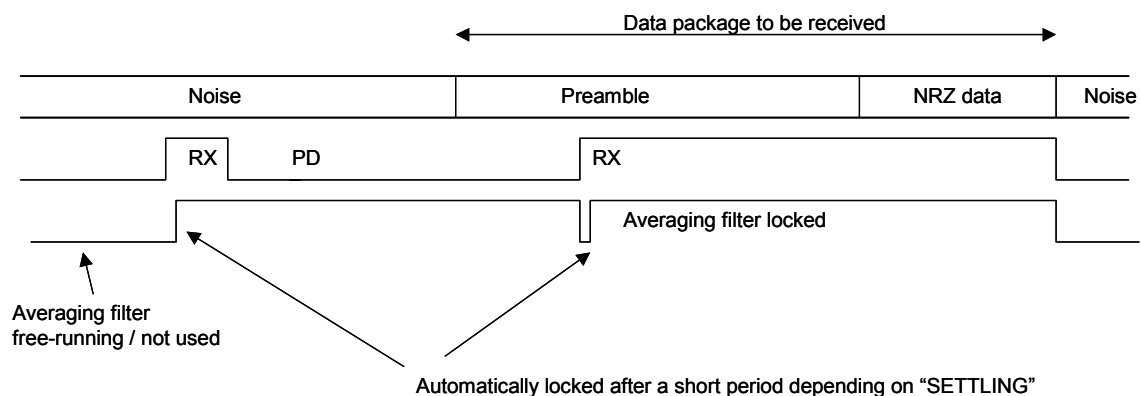 Data package to be received
Noise Preamble NRZ data Noise
RX PD RX
Averaging filter locked
Averaging filter
free-running / not used
Automatically locked after a short period depending on “SETTLING”